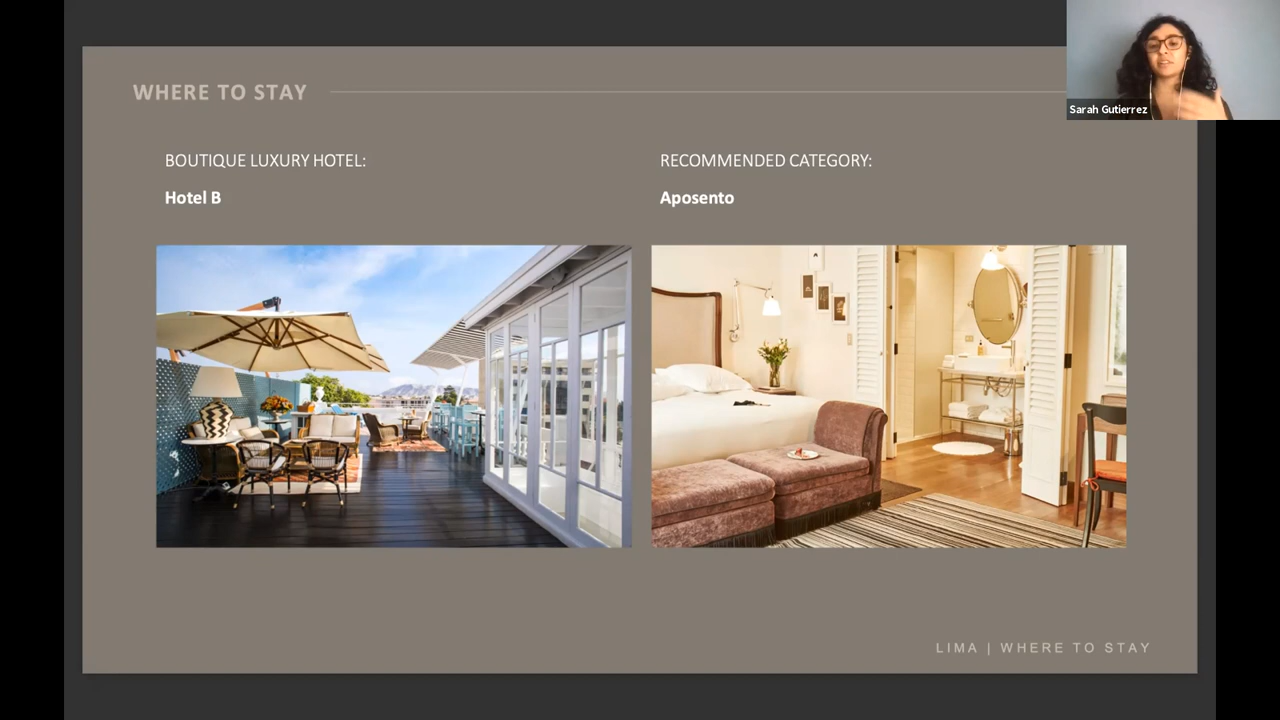 WHERE TO STAY
Sarah Gutierrez
BOUTIQUE LUXURY HOTEL:
Hotel B
RECOMMENDED CATEGORY:
Aposento
LIMA | WHERE TO STAY